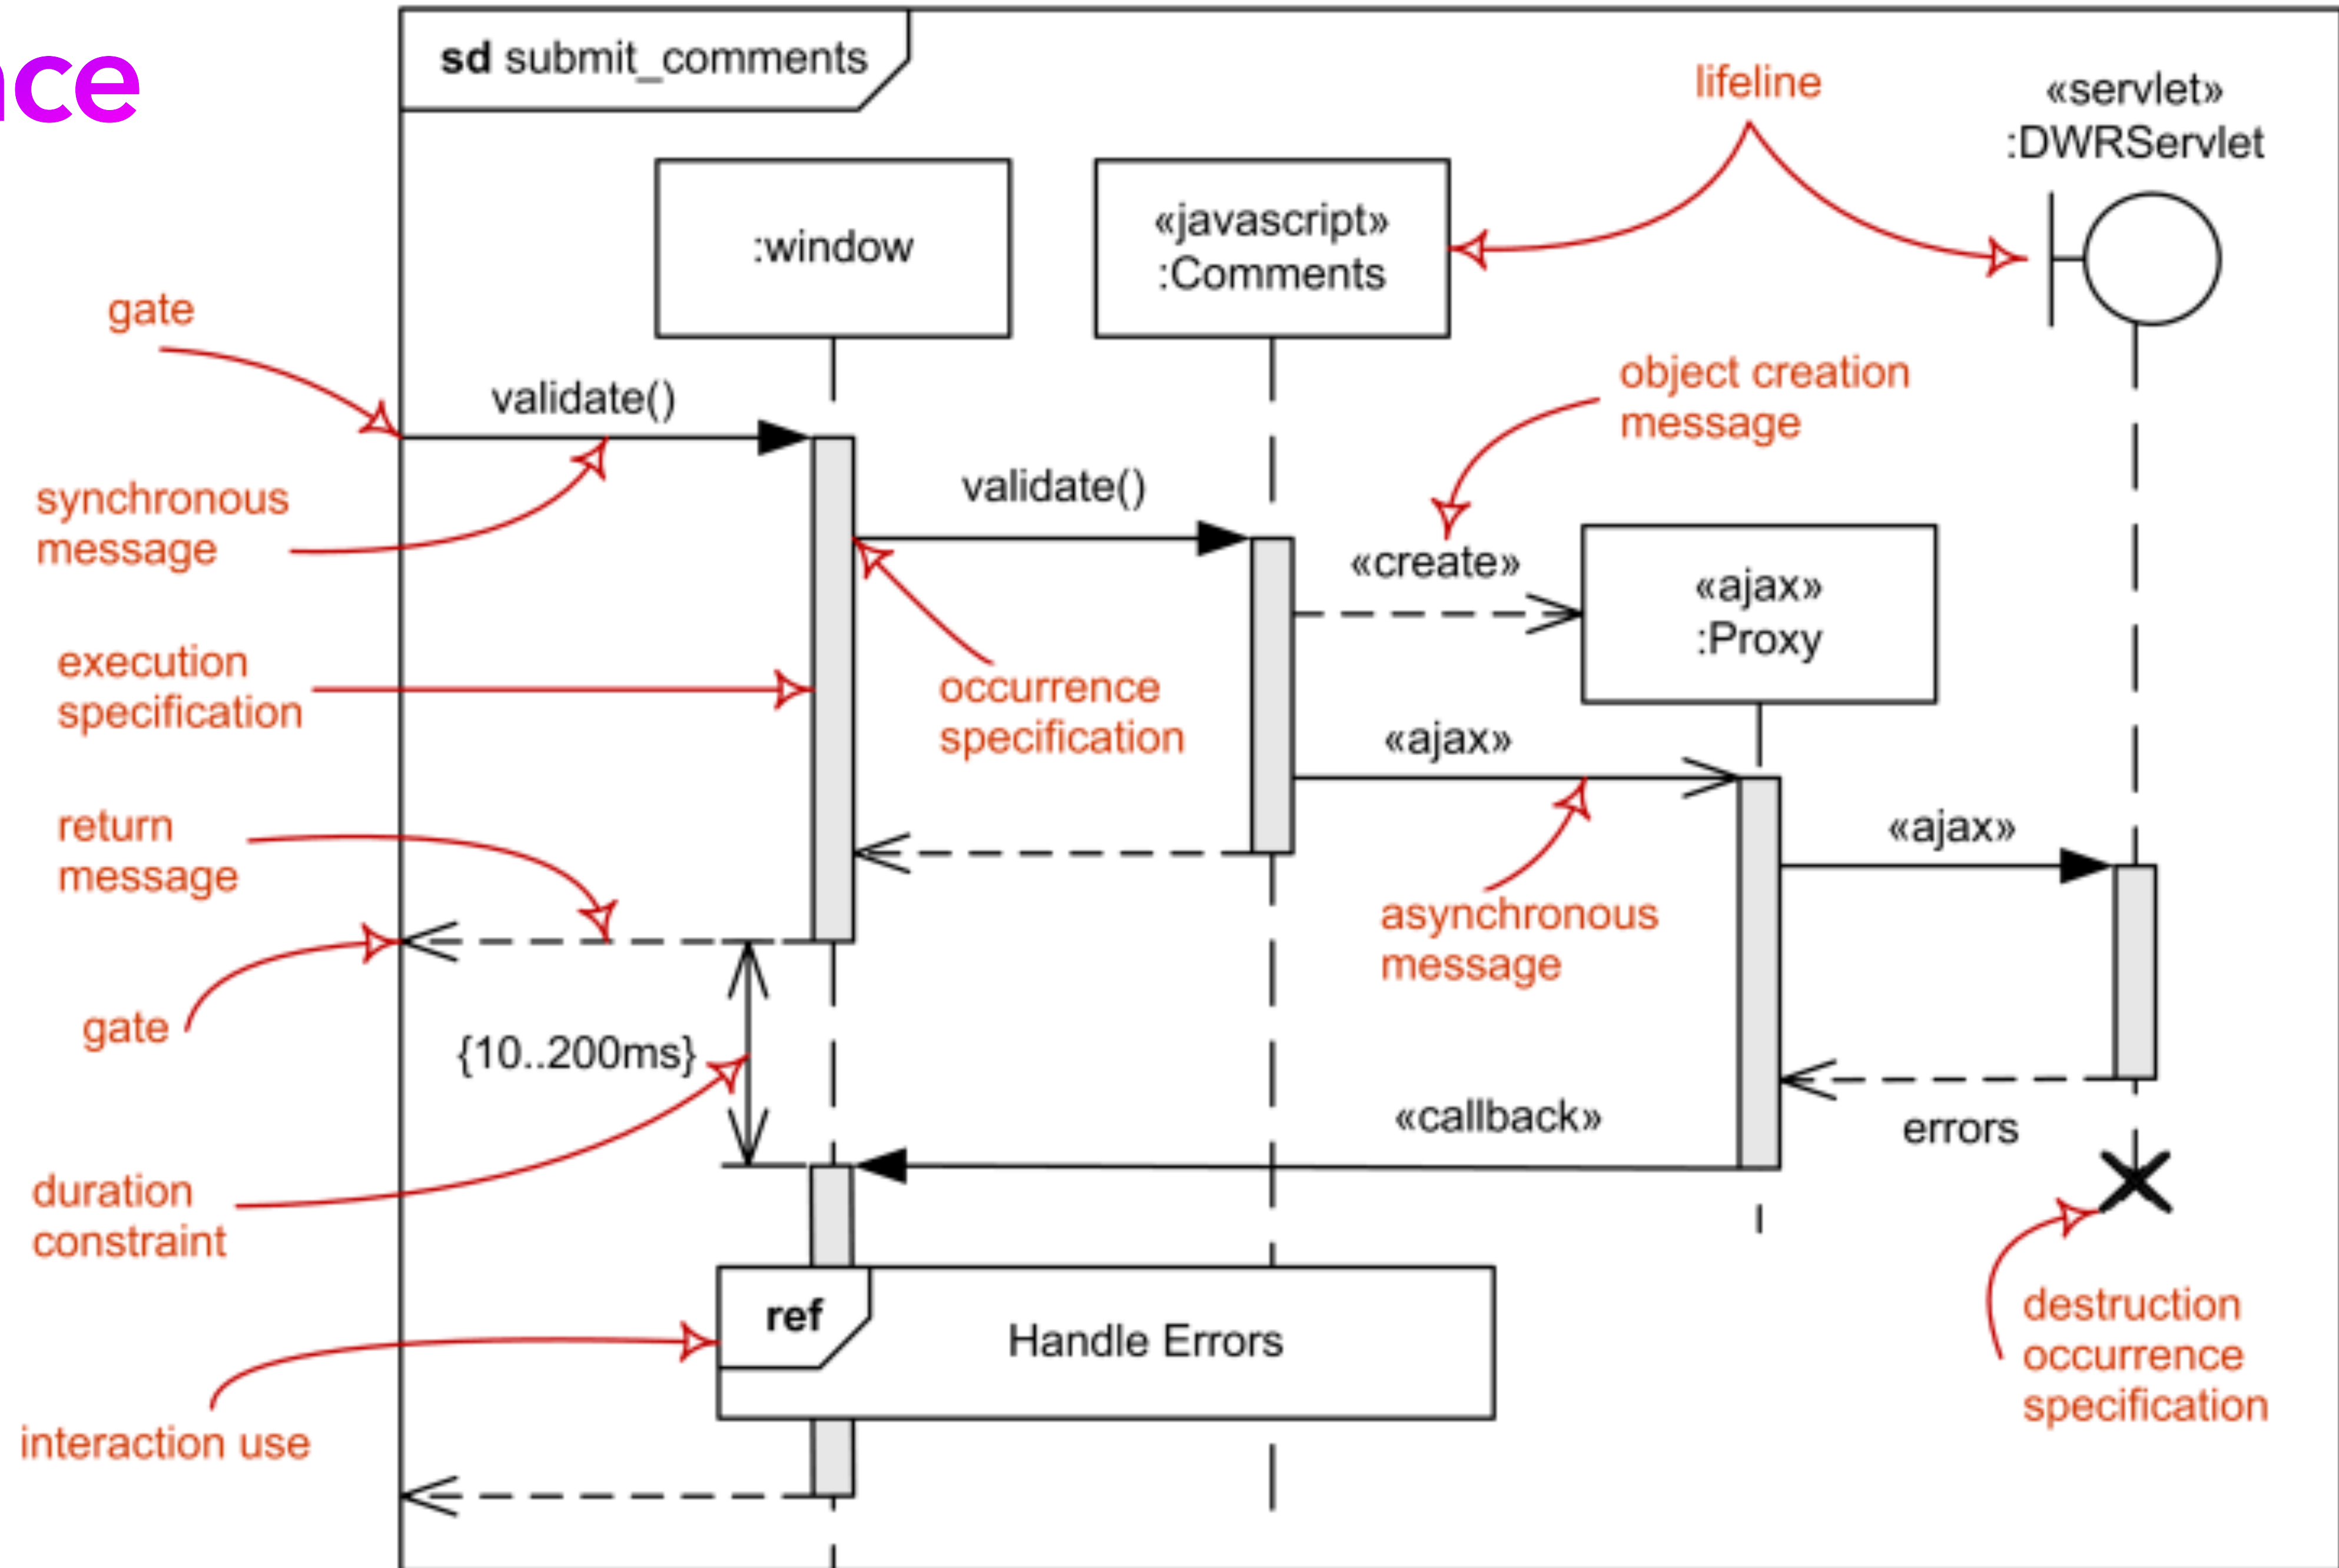 nce
sd submit_comments
lifeline
«servlet»
:DWRServlet
:window
«javascript»
:Comments
gate
validate()
object creation
message
synchronous
message
validate()
«create»
«ajax»
:Proxy
execution
specification
occurrence
specification
«ajax»
return
message
«ajax»
asynchronous
message
gate
{10..200ms}
«callback»
errors
duration
constraint
ref
Handle Errors
destruction
occurrence
specification
interaction use